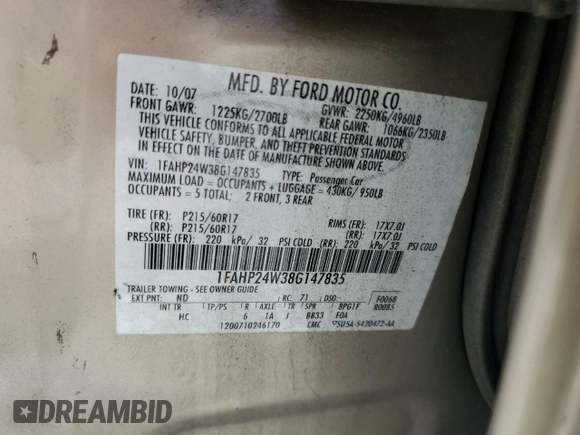 MFD. BY FORD MOTOR CO.
DATE: 10/07 GVWR: 2250KG/4960LB
FRONT GAWR: 1225KG/2700LB REAR GAWR: 1066KG/2350LB
THIS VEHICLE CONFORMS TO ALL APPLICABLE FEDERAL MOTOR
VEHICLE SAFETY, BUMPER, AND THEFT PREVENTION STANDARDS
IN EFFECT ON THE DATE OF MANUFACTURE SHOWN ABOVE.
VIN: 1FAHP24W38G147835 TYPE: Passenger Car
MAXIMUM LOAD = OCCUPANTS + LUGGAGE = 430KG/950LB
OCCUPANTS = 5 TOTAL; 2 FRONT, 3 REAR
TIRE (FR): P215/60R17 RIMS (FR): 17X7.0J
(RR): P215/60R17 (RR): 17X7.0J
PRESSURE (FR): 220 kPa/ 32 PSI COLD (RR): 220 kPa/ 32 PSI COLD
1FAHP24W38G147835
TRAILER TOWING - SEE OWNER GUIDE
EXT PNT: ND RC: 71 DSO: F0068
INT TR TP/PS R AXLE TR SPR R0085
HC 6 1A J BB33 FOA
1200710246170 CMC 5U5A-5420472-AA
DREAMBID